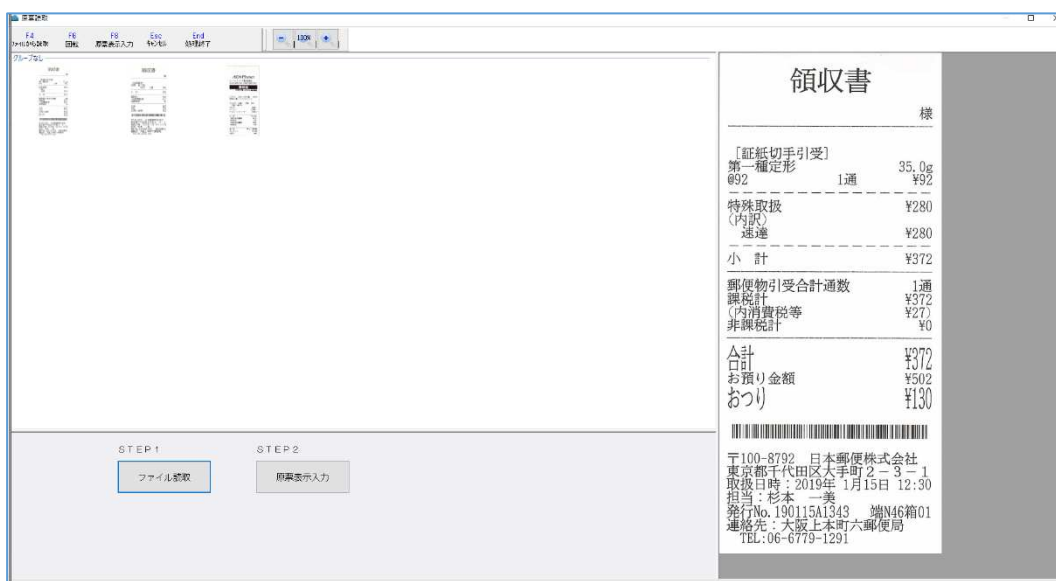 原票読取
F4 F6 F8 Esc End
ファイルから読取 回転 原票表示入力 キャンセル 処理終了
100%
グループなし
領収書
様
[証紙切手引受]
第一種定形 35.0g
@92 1通 ¥92
特殊取扱 ¥280
(内訳)
速達 ¥280
小 計 ¥372
郵便物引受合計通数 1通
課税計 ¥372
(内消費税等 ¥27)
非課税計 ¥0
合計 ¥372
お預り金額 ¥502
おつり ¥130
〒100-8792 日本郵便株式会社
東京都千代田区大手町2-3-1
取扱日時:2019年 1月15日 12:30
担当:杉本 一美
発行No.190115A1343 端N46箱01
連絡先:大阪上本町六郵便局
TEL:06-6779-1291
STEP1 STEP2
ファイル読取 原票表示入力